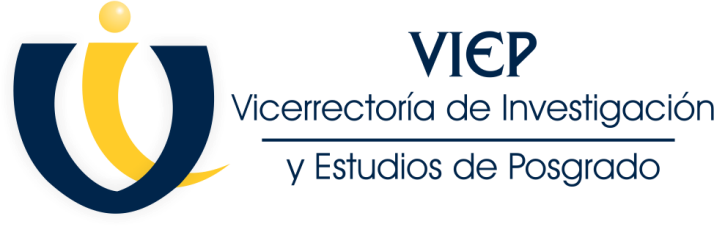 VIEP
Vicerrectoría de Investigación
y Estudios de Posgrado